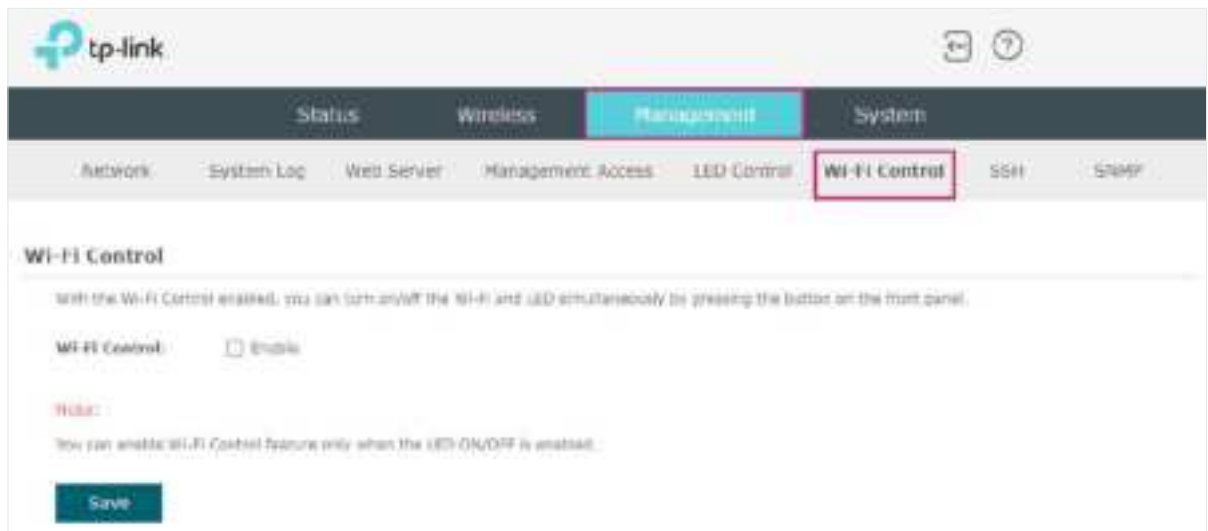 tp-link
Status Wireless Management System
Network System Log Web Server Management Access LED Control Wi-Fi Control SSH SNMP
Wi-Fi Control
With the Wi-Fi Control enabled, you can turn on/off the Wi-Fi and LED simultaneously by pressing the button on the front panel.
Wi-Fi Control: Enable
Note:
You can enable Wi-Fi Control feature only when the LED ON/OFF is enabled.
Save